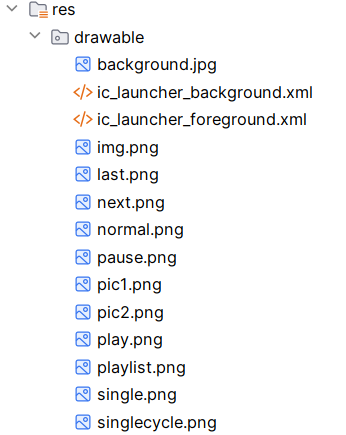 res
drawable
background.jpg
ic_launcher_background.xml
ic_launcher_foreground.xml
img.png
last.png
next.png
normal.png
pause.png
pic1.png
pic2.png
play.png
playlist.png
single.png
singlecycle.png